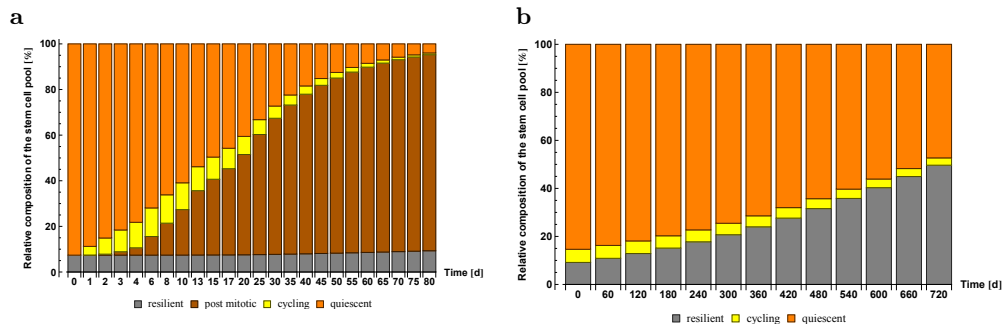 a
Relative composition of the stem cell pool [%]
100
80
60
40
20
0
0 1 2 3 4 6 8 10 13 15 17 20 25 30 35 40 45 50 55 60 65 70 75 80
Time [d]
resilient post mitotic cycling quiescent
b
Relative composition of the stem cell pool [%]
100
80
60
40
20
0
0 60 120 180 240 300 360 420 480 540 600 660 720
Time [d]
resilient cycling quiescent